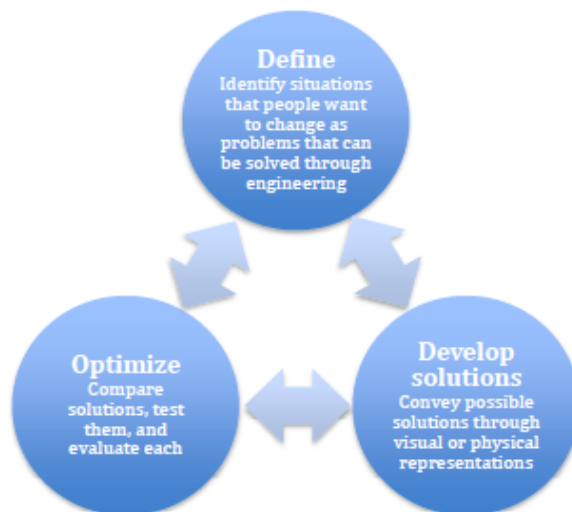 Define
Identify situations
that people want
to change as
problems that can
be solved through
engineering
Optimize
Compare
solutions, test
them, and
evaluate each
Develop
solutions
Convey possible
solutions through
visual or physical
representations